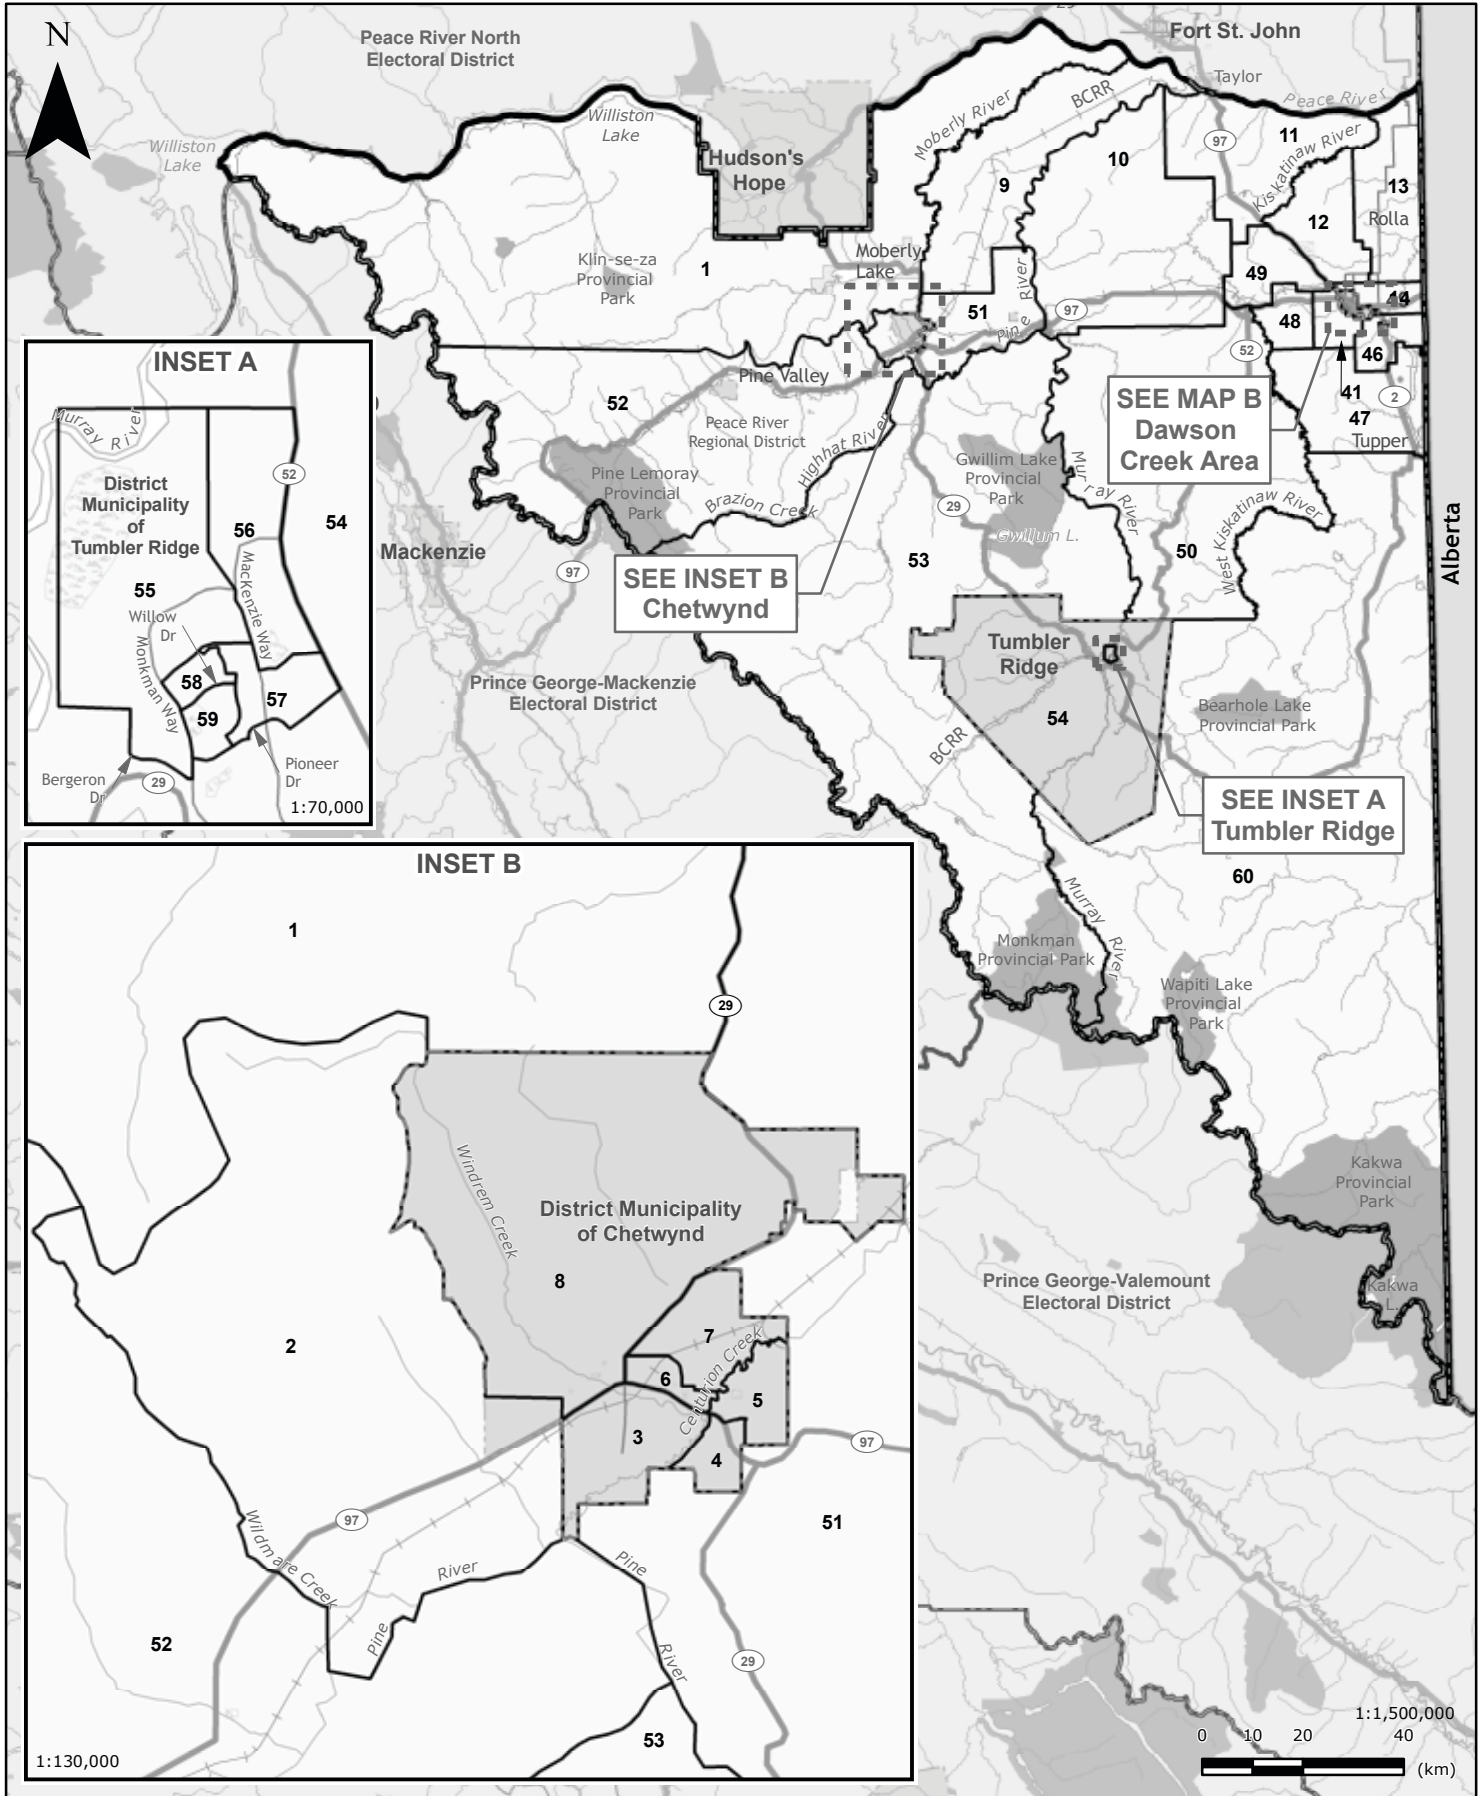 N
Peace River North
Electoral District
Fort St. John
Taylor
Peace River
Williston
Lake
Williston
Lake
Hudson's
Hope
Moberly River
BCRR
97
11
Kiskatinaw River
10
9
13
12
Rolla
Klin-se-za
Provincial
Park
1
Moberly
Lake
49
44
51
Pine River
97
48
52
46
Pine Valley
41
2
52
47
Tupper
Peace River
Regional District
Highhat River
SEE MAP B
Dawson
Creek Area
Gwillim Lake
Provincial
Park
Murray River
Pine Lemoray
Provincial
Park
Brazion Creek
29
Gwillum L.
West Kiskatinaw River
Alberta
Mackenzie
97
53
50
SEE INSET B
Chetwynd
Tumbler
Ridge
Prince George-Mackenzie
Electoral District
54
Bearhole Lake
Provincial Park
BCRR
SEE INSET A
Tumbler Ridge
60
Murray River
Monkman
Provincial Park
Wapiti Lake
Provincial
Park
Kakwa
Provincial
Park
Kakwa
L.
Prince George-Valemount
Electoral District
1:1,500,000
0 10 20 40
(km)
INSET A
Murray River
District
Municipality
of
Tumbler Ridge
52
56
54
55
MacKenzie Way
Willow
Dr
Monkman Way
58
57
59
Bergeron
Dr
29
Pioneer
Dr
1:70,000
INSET B
1
29
Windrem Creek
District Municipality
of Chetwynd
8
2
7
Centurion Creek
6
5
3
4
97
97
51
Wildmare Creek
River
Pine
Pine
River
52
29
53
1:130,000